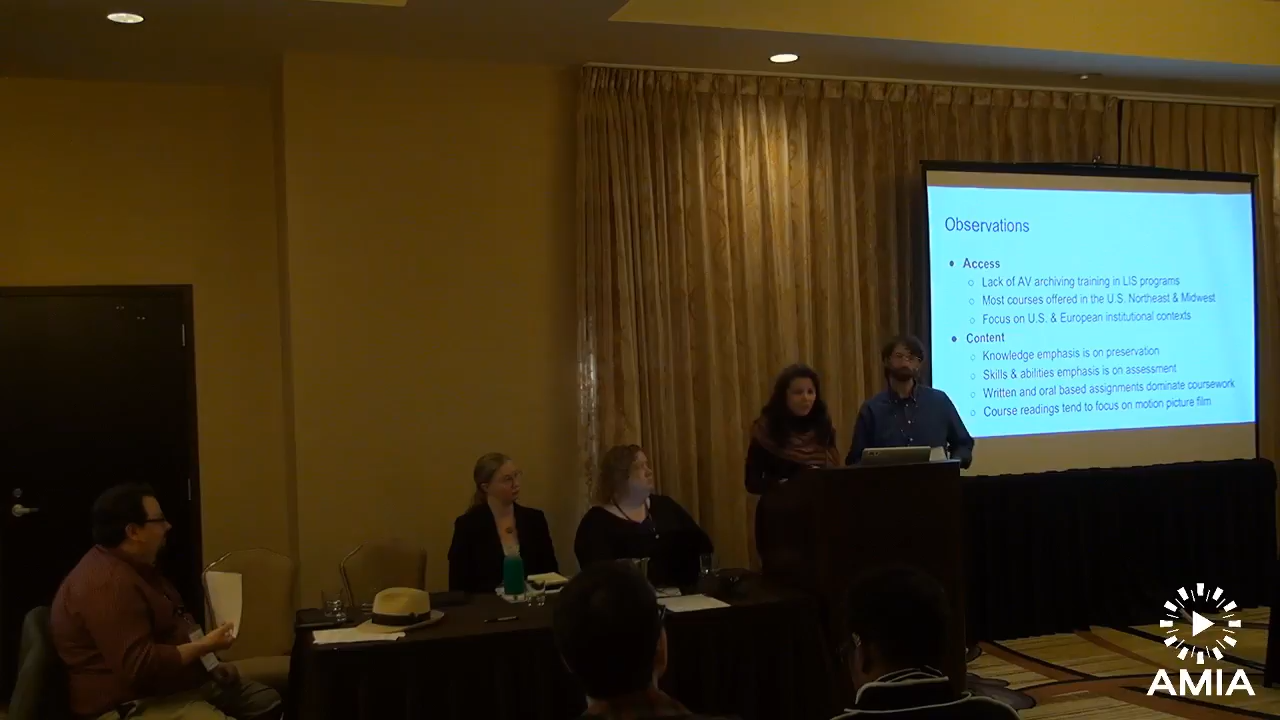 Observations
Access
Lack of AV archiving training in LIS programs
Most courses offered in the U.S. Northeast & Midwest
Focus on U.S. & European institutional contexts
Content
Knowledge emphasis is on preservation
Skills & abilities emphasis is on assessment
Written and oral based assignments dominate coursework
Course readings tend to focus on motion picture film
AMIA